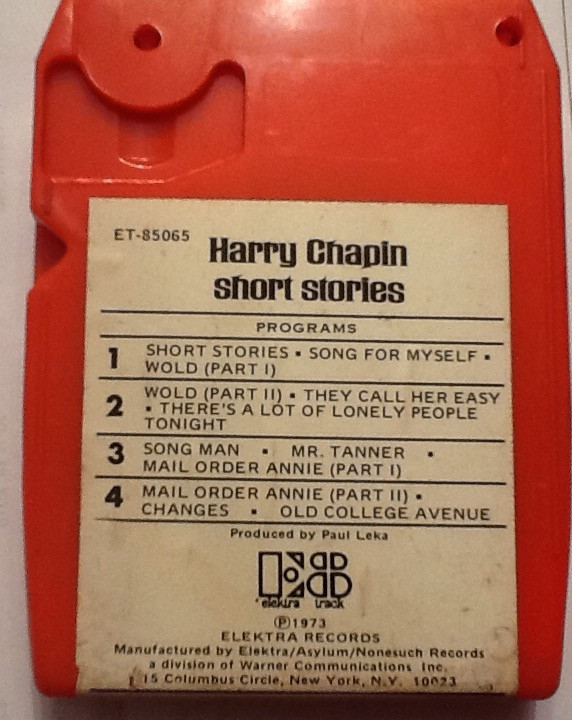 ET-85065
Harry Chapin
short stories
PROGRAMS
1 SHORT STORIES ▪ SONG FOR MYSELF ▪
WOLD (PART I)
2 WOLD (PART II) ▪ THEY CALL HER EASY
▪ THERE'S A LOT OF LONELY PEOPLE
TONIGHT
3 SONG MAN ▪ MR. TANNER ▪
MAIL ORDER ANNIE (PART I)
4 MAIL ORDER ANNIE (PART II) ▪
CHANGES ▪ OLD COLLEGE AVENUE
Produced by Paul Leka
elektra track
Ⓟ1973
ELEKTRA RECORDS
Manufactured by Elektra/Asylum/Nonesuch Records
a division of Warner Communications Inc.
15 Columbus Circle, New York, N.Y. 10023